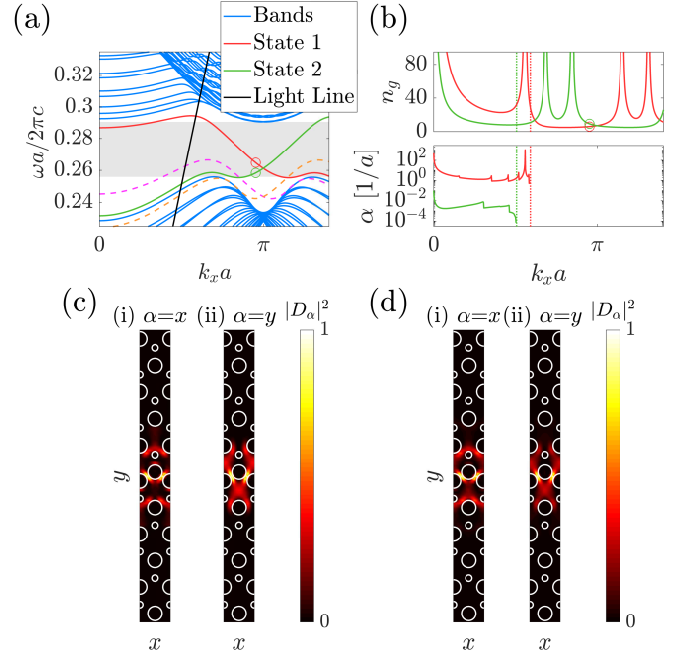 (a)
ωa/2πc
0.32
0.3
0.28
0.26
0.24
0
π
k_x a
Bands
State 1
State 2
Light Line
(b)
n_g
80
40
0
α [1/a]
10^2
10^0
10^-2
10^-4
0
π
k_x a
(c)
(i) α=x (ii) α=y |D_α|^2
1
0
y
x x
(d)
(i) α=x (ii) α=y |D_α|^2
1
0
y
x x